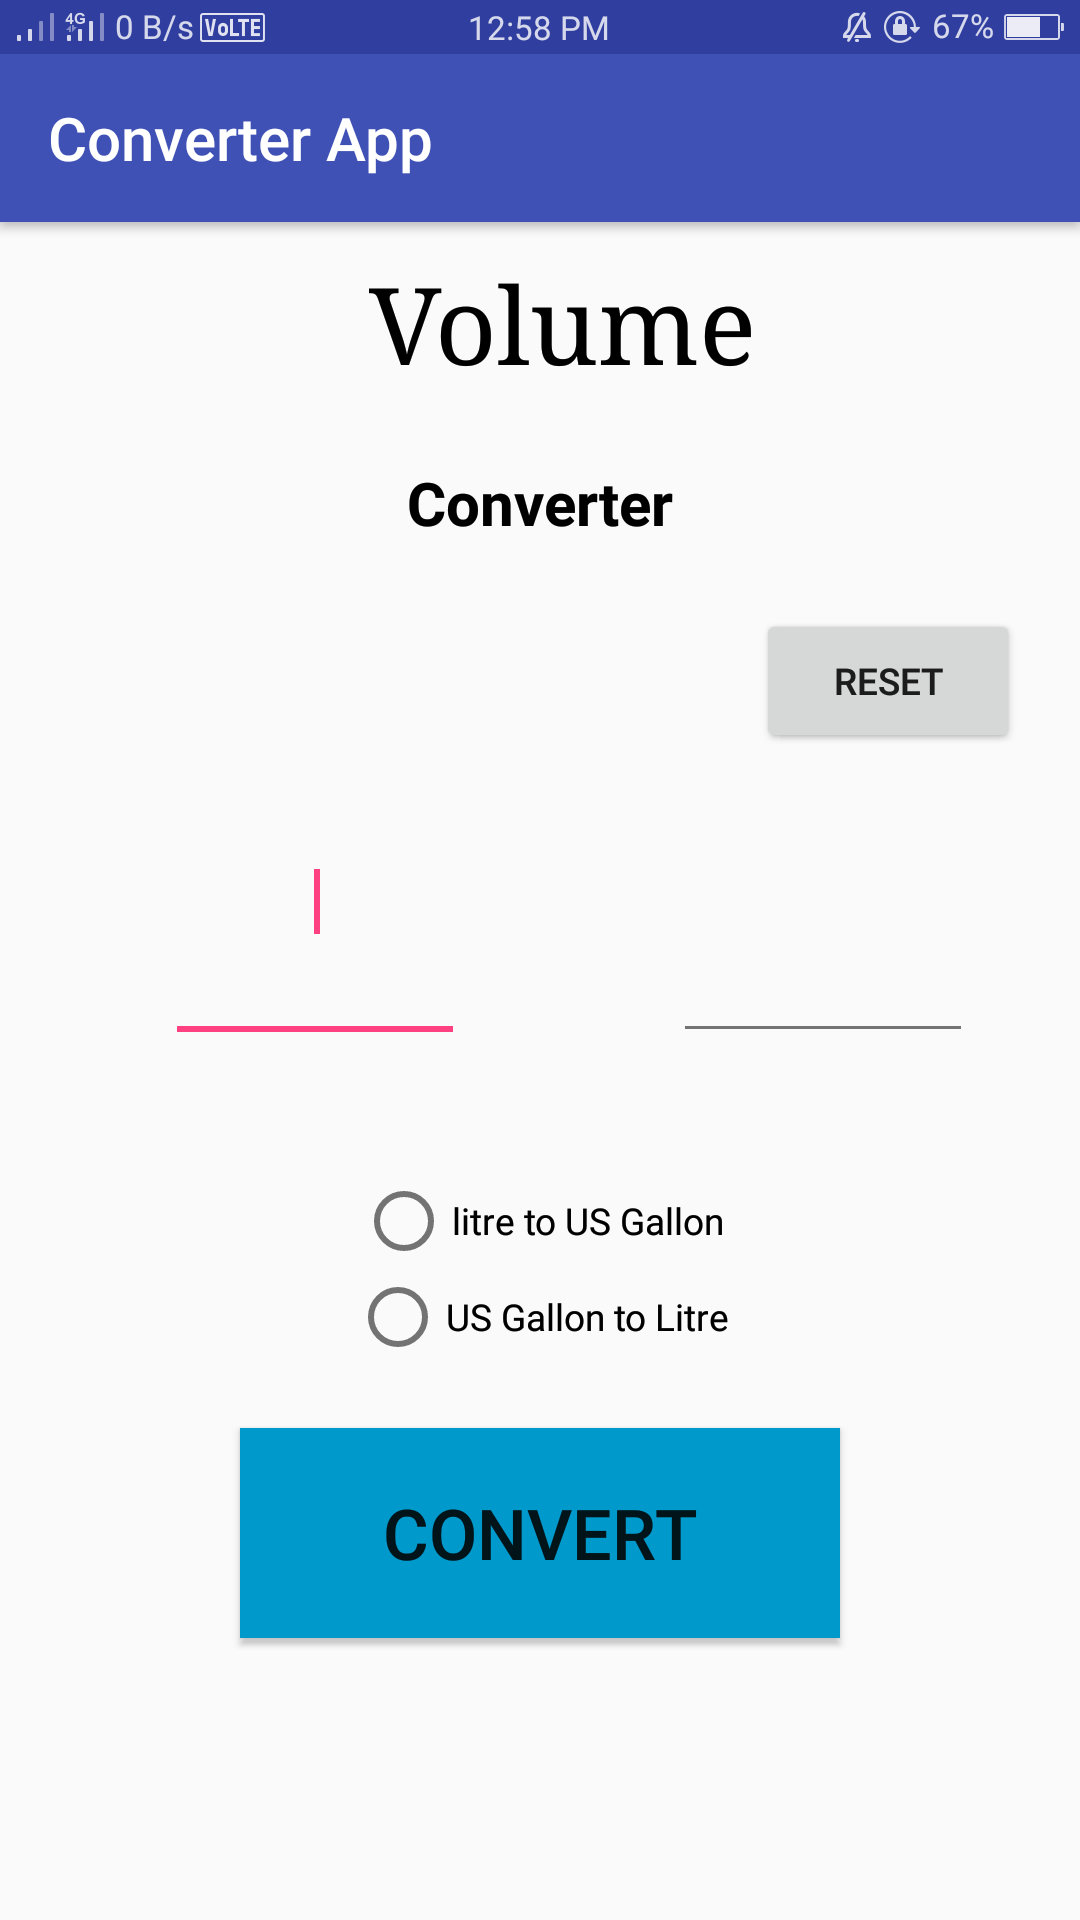 4G 0 B/s VoLTE 12:58 PM 67%
Converter App
Volume
Converter
RESET
litre to US Gallon
US Gallon to Litre
CONVERT